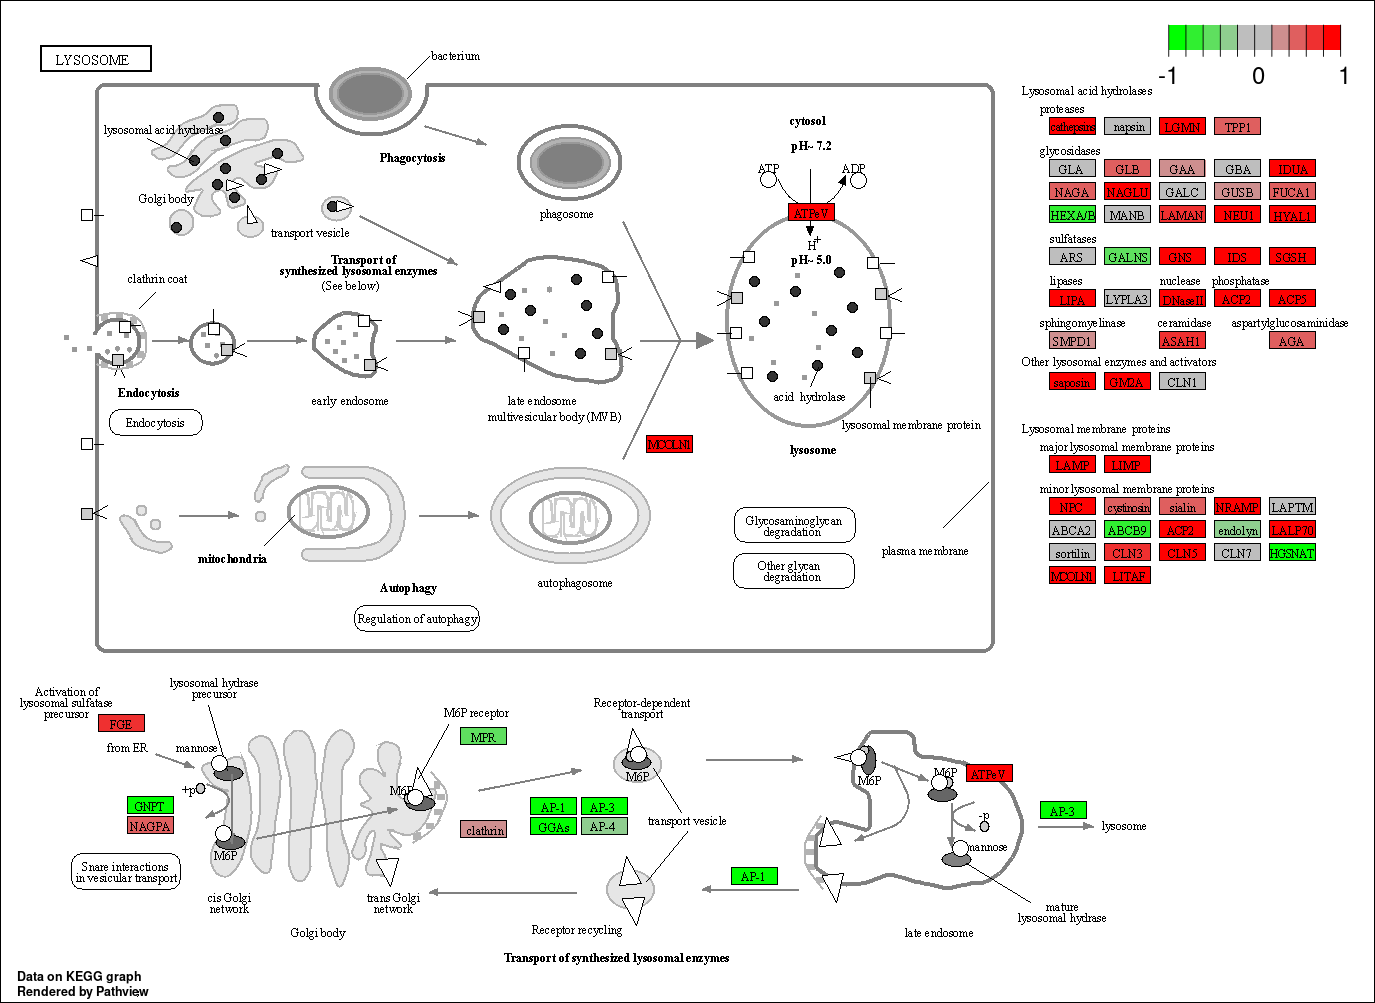 LYSOSOME
bacterium
-1 0 1
lysosomal acid hydrolase
Phagocytosis
Golgi body
transport vesicle
phagosome
Transport of
synthesized lysosomal enzymes
(See below)
cytosol
pH~ 7.2
ATP ADP
ATPeV
H+
pH~ 5.0
clathrin coat
Endocytosis
Endocytosis
early endosome
late endosome
multivesicular body (MVB)
acid hydrolase
lysosomal membrane protein
lysosome
MCOLN1
mitochondria
Autophagy
Regulation of autophagy
autophagosome
Glycosaminoglycan
degradation
Other glycan
degradation
plasma membrane
Lysosomal acid hydrolases
proteases
cathepsins napsin LGMN TPP1
glycosidases
GLA GLB GAA GBA IDUA
NAGA NAGLU GALC GUSB FUCA1
HEXA/B MANB LAMAN NEU1 HYAL1
sulfatases
ARS GALNS GNS IDS SGSH
lipases nuclease phosphatase
LIPA LYPLA3 DNaseII ACP2 ACP5
sphingomyelinase ceramidase aspartylglucosaminidase
SMPD1 ASAH1 AGA
Other lysosomal enzymes and activators
saposin GM2A CLN1
Lysosomal membrane proteins
major lysosomal membrane proteins
LAMP LIMP
minor lysosomal membrane proteins
NPC cystinosin sialin NRAMP LAPTM
ABCA2 ABCB9 ACP2 endolyn LALP70
sortilin CLN3 CLN5 CLN7 HGSNAT
MCOLN1 LITAF
Activation of
lysosomal sulfatase
precursor
FGE
lysosomal hydrase
precursor
from ER
mannose
+p
GNPT
NAGPA
M6P
Snare interactions
in vesicular transport
cis Golgi
network
Golgi body
trans Golgi
network
M6P receptor
MPR
M6P
clathrin
AP-1 AP-3
GGAs AP-4
Receptor-dependent
transport
M6P
transport vesicle
Receptor recycling
AP-1
M6P
M6P
ATPeV
-p
mannose
AP-3
lysosome
mature
lysosomal hydrase
late endosome
Transport of synthesized lysosomal enzymes
Data on KEGG graph
Rendered by Pathview